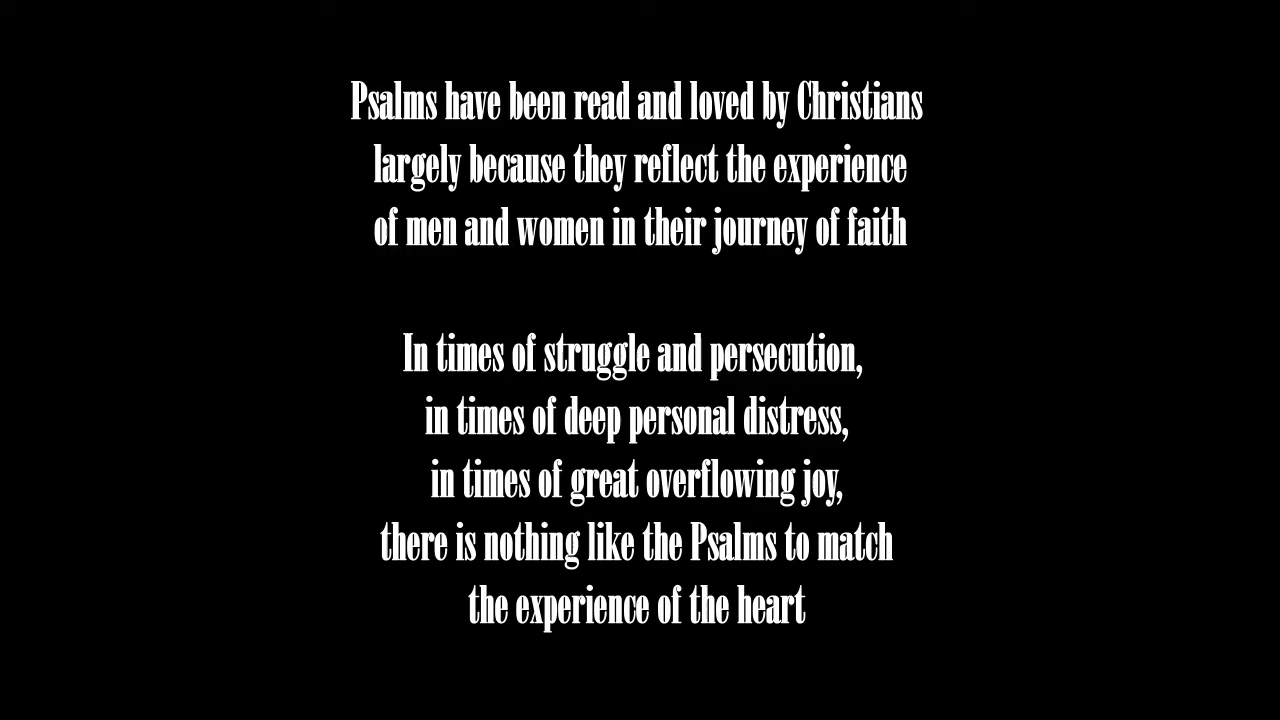 Psalms have been read and loved by Christians
largely because they reflect the experience
of men and women in their journey of faith
In times of struggle and persecution,
in times of deep personal distress,
in times of great overflowing joy,
there is nothing like the Psalms to match
the experience of the heart